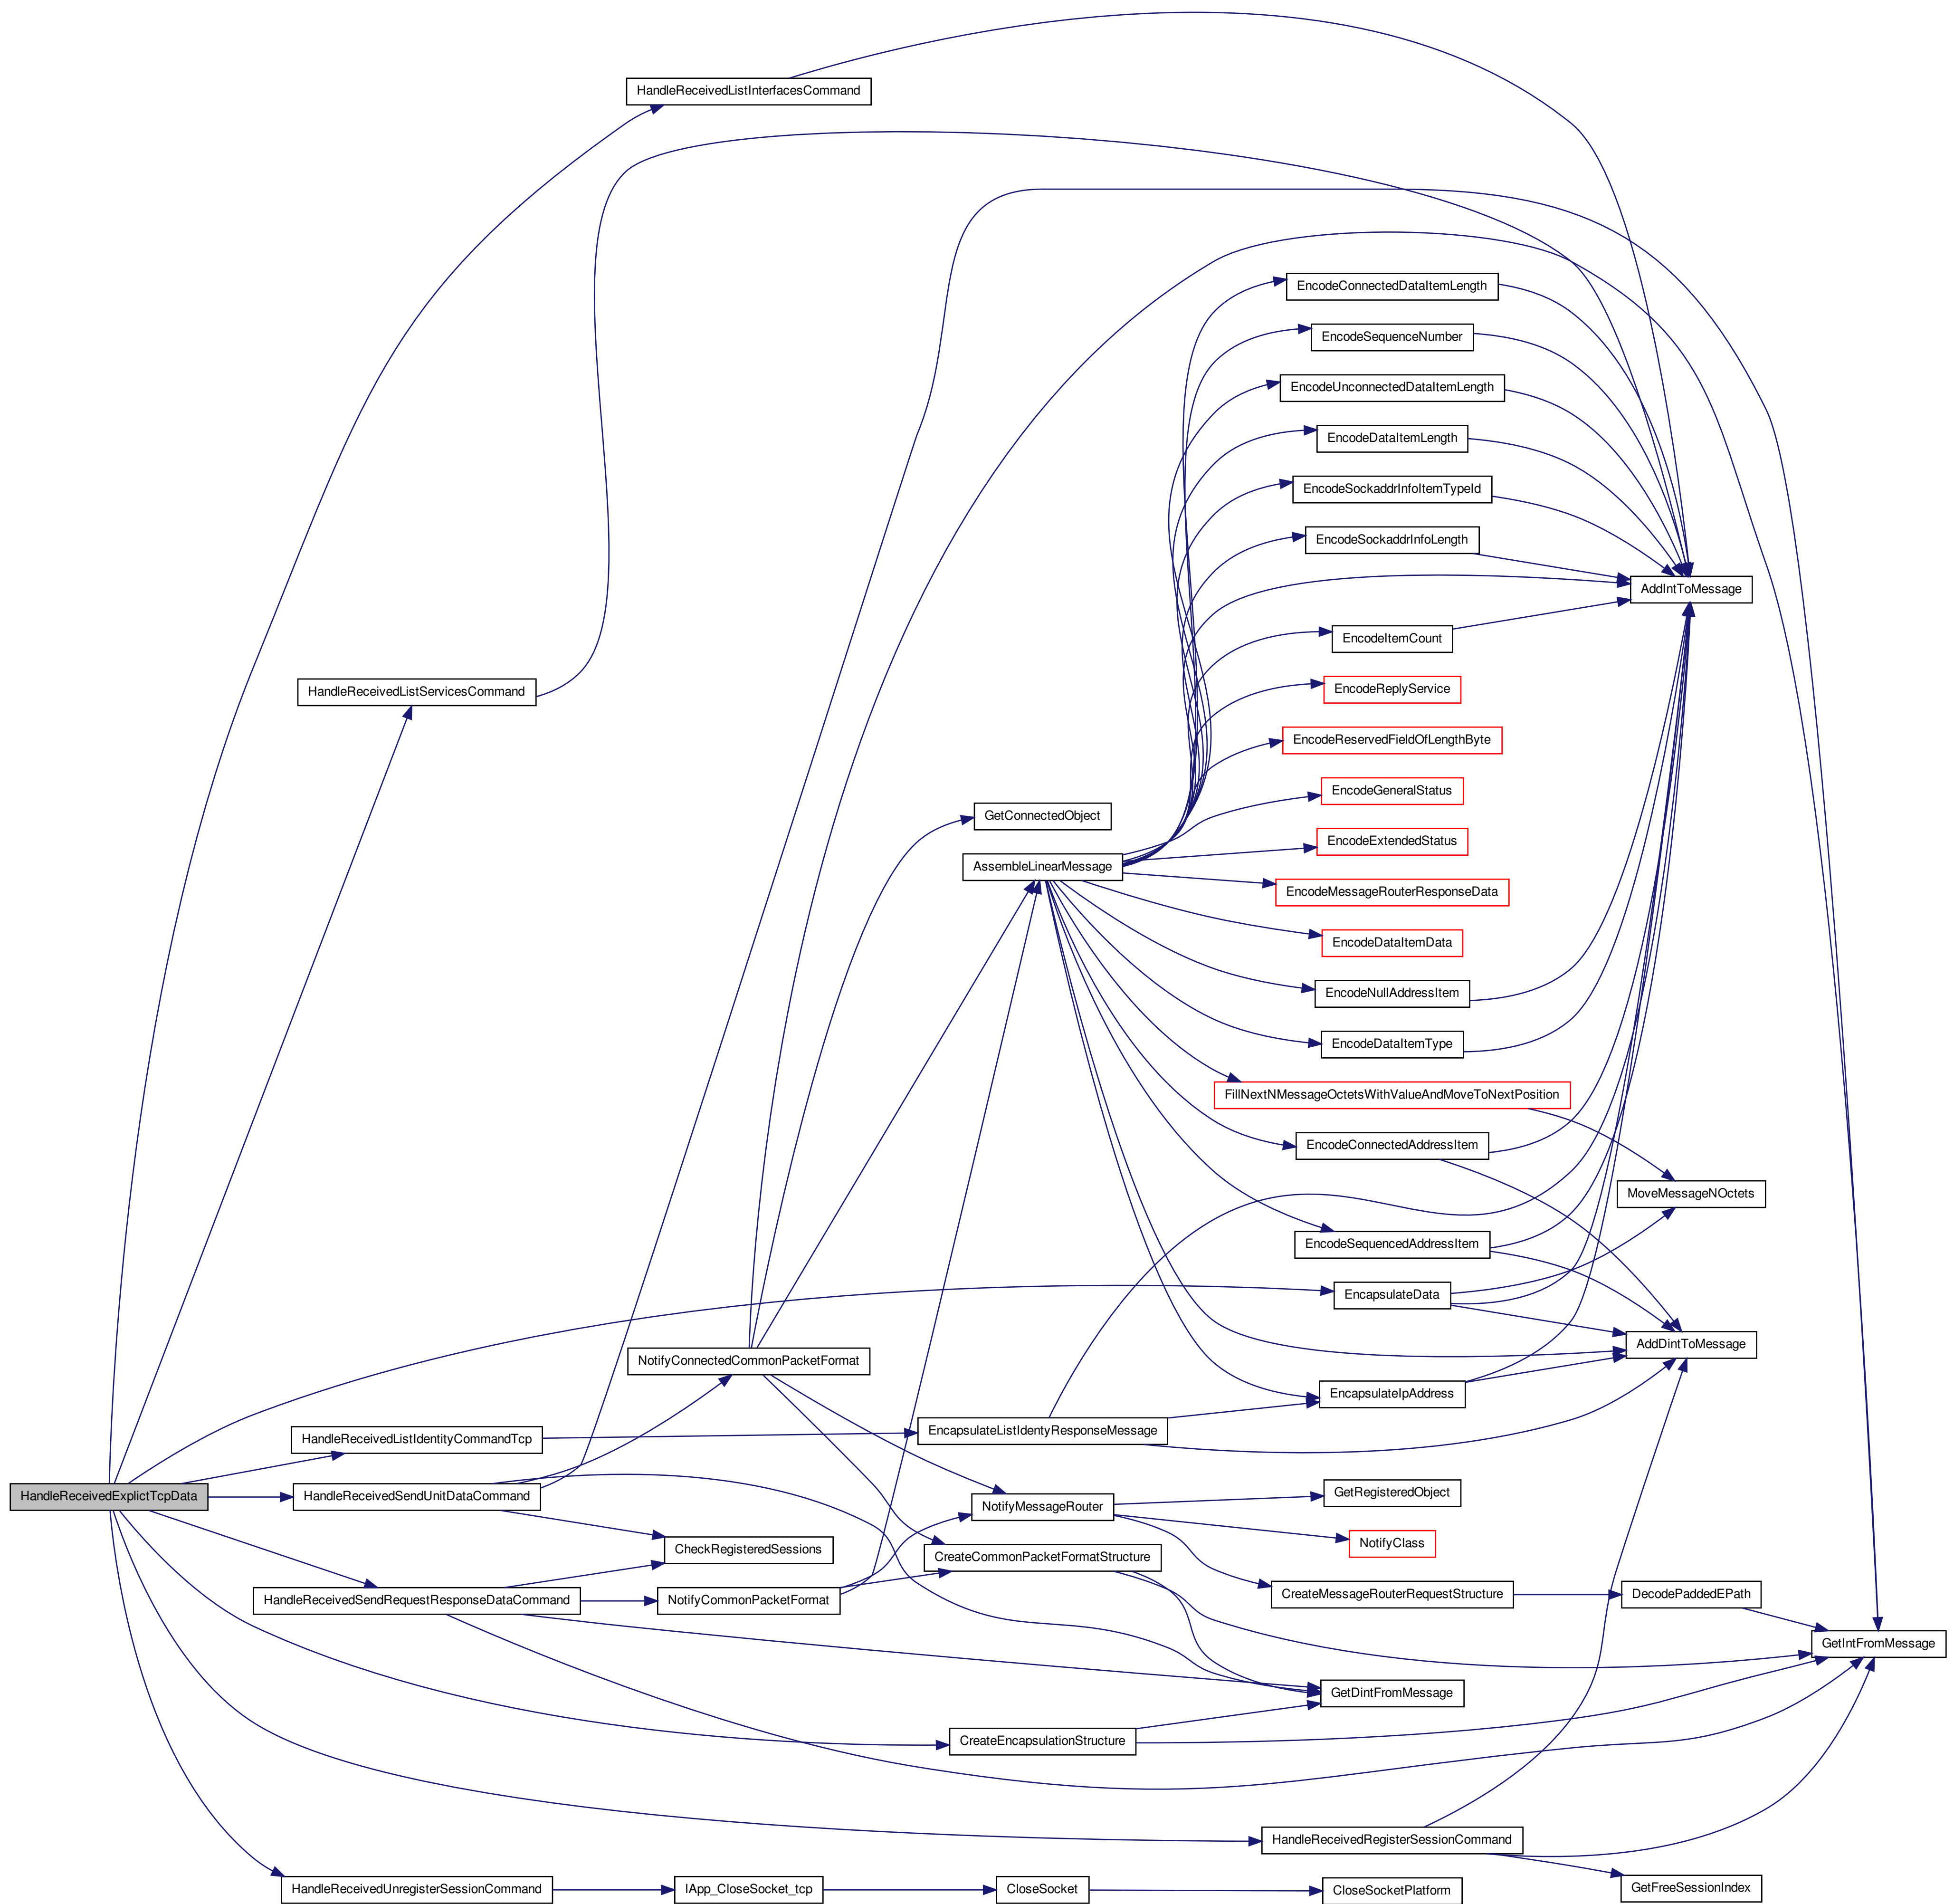 HandleReceivedListInterfacesCommand
EncodeConnectedDataItemLength
EncodeSequenceNumber
EncodeUnconnectedDataItemLength
EncodeDataItemLength
EncodeSockaddrInfoItemTypeId
EncodeSockaddrInfoLength
AddIntToMessage
EncodeItemCount
EncodeReplyService
HandleReceivedListServicesCommand
EncodeReservedFieldOfLengthByte
EncodeGeneralStatus
GetConnectedObject
EncodeExtendedStatus
AssembleLinearMessage
EncodeMessageRouterResponseData
EncodeDataItemData
EncodeNullAddressItem
EncodeDataItemType
FillNextNMessageOctetsWithValueAndMoveToNextPosition
EncodeConnectedAddressItem
MoveMessageNOctets
EncodeSequencedAddressItem
EncapsulateData
AddDintToMessage
NotifyConnectedCommonPacketFormat
EncapsulateIpAddress
EncapsulateListIdentyResponseMessage
HandleReceivedListIdentityCommandTcp
GetRegisteredObject
HandleReceivedExplictTcpData
HandleReceivedSendUnitDataCommand
NotifyMessageRouter
NotifyClass
CheckRegisteredSessions
CreateCommonPacketFormatStructure
CreateMessageRouterRequestStructure
DecodePaddedEPath
HandleReceivedSendRequestResponseDataCommand
NotifyCommonPacketFormat
GetIntFromMessage
GetDintFromMessage
CreateEncapsulationStructure
HandleReceivedRegisterSessionCommand
GetFreeSessionIndex
HandleReceivedUnregisterSessionCommand
IApp_CloseSocket_tcp
CloseSocket
CloseSocketPlatform